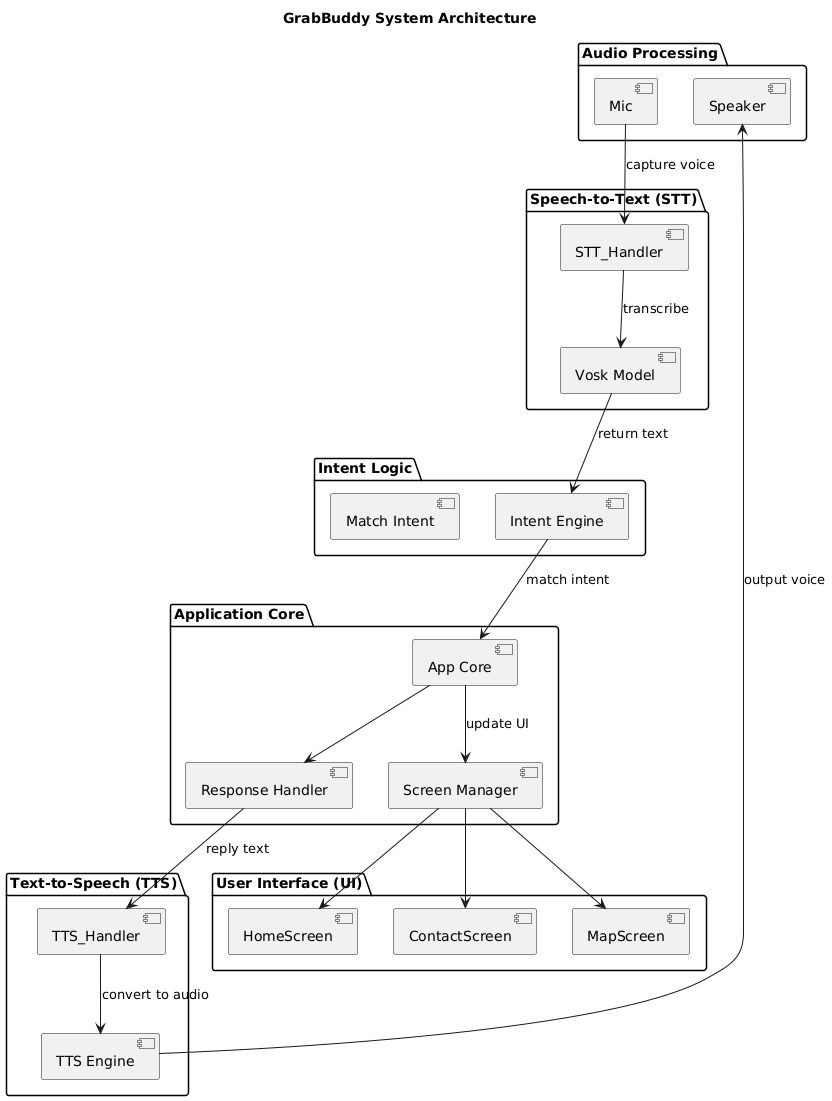 GrabBuddy System Architecture
Audio Processing
Mic
Speaker
capture voice
Speech-to-Text (STT)
STT_Handler
transcribe
Vosk Model
return text
Intent Logic
Match Intent
Intent Engine
match intent
output voice
Application Core
App Core
update UI
Response Handler
Screen Manager
reply text
Text-to-Speech (TTS)
User Interface (UI)
TTS_Handler
HomeScreen
ContactScreen
MapScreen
convert to audio
TTS Engine